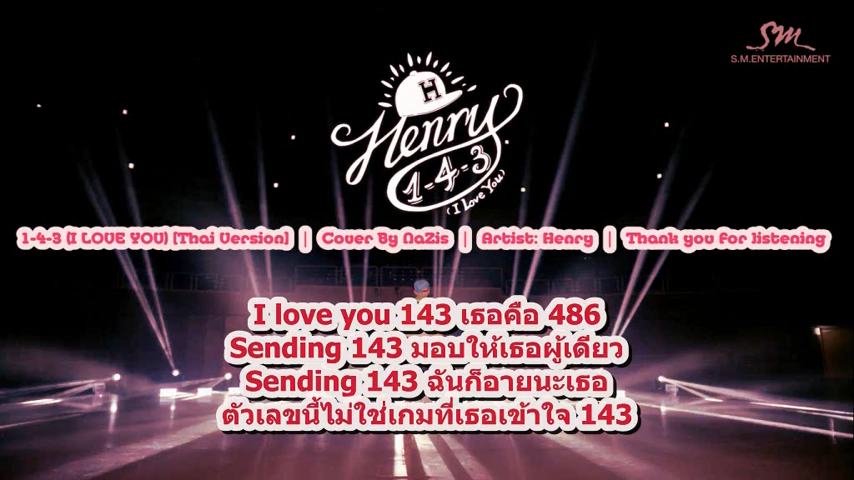 SM
S.M.ENTERTAINMENT
H
Henry
1-4-3
(I Love You)
1-4-3 (I LOVE YOU) [Thai Version] | Cover By NaZis | Artist: Henry | Thank you for listening
I love you 143 เธอคือ 486
Sending 143 มอบให้เธอผู้เดียว
Sending 143 ฉันก็อายนะเธอ
ตัวเลขนี้ไม่ใช่เกมที่เธอเข้าใจ 143